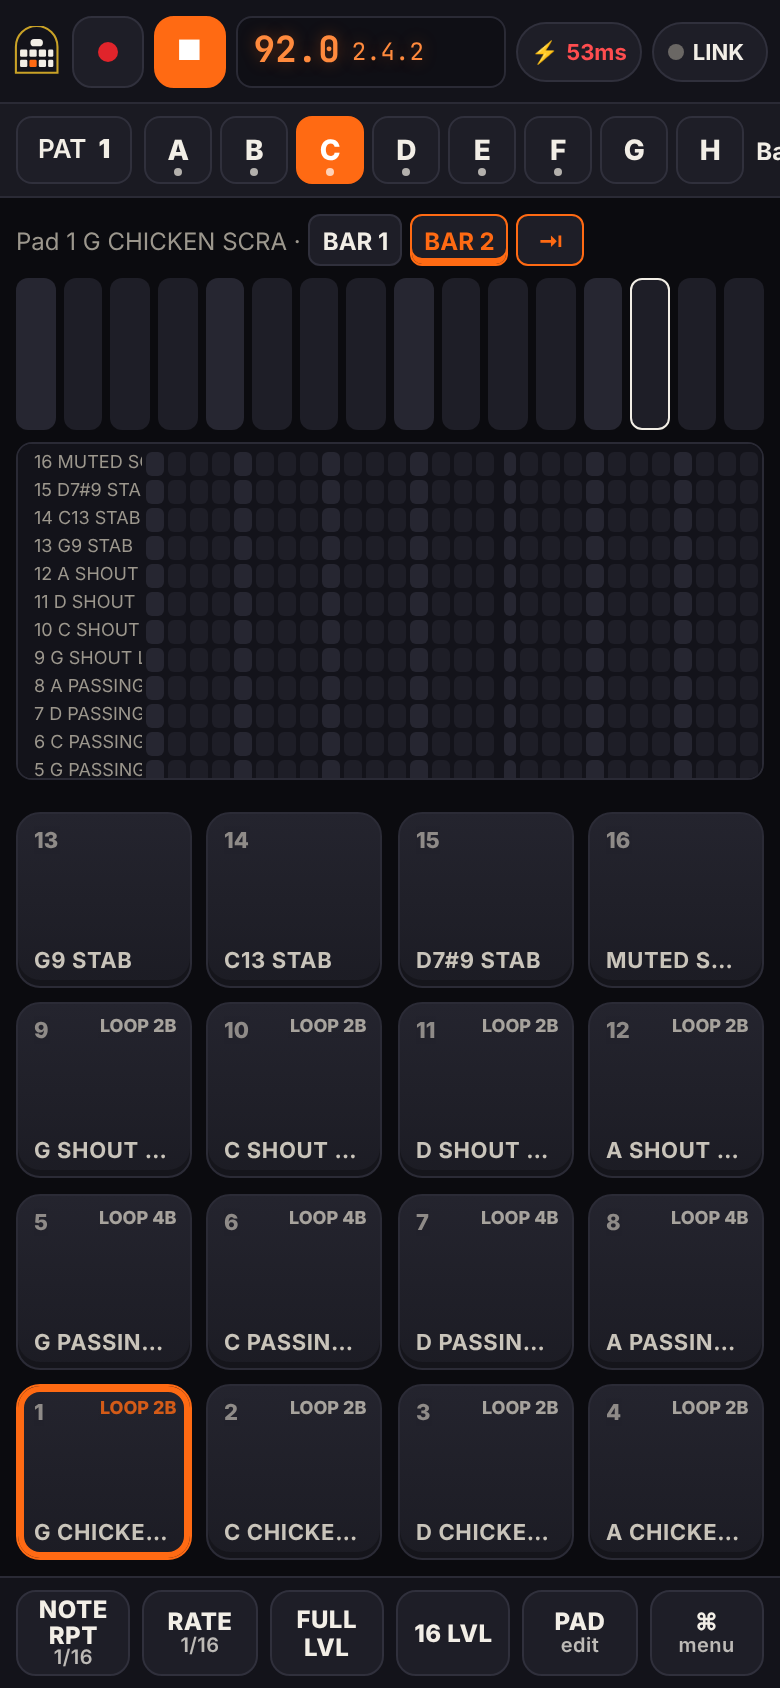 92.0 2.4.2 ⚡ 53ms LINK
PAT 1 A B C D E F G H Ba
Pad 1 G CHICKEN SCRA · BAR 1 BAR 2 ⇥
16 MUTED S
15 D7#9 STA
14 C13 STAB
13 G9 STAB
12 A SHOUT
11 D SHOUT
10 C SHOUT
9 G SHOUT L
8 A PASSING
7 D PASSING
6 C PASSING
5 G PASSING
13 14 15 16
G9 STAB C13 STAB D7#9 STAB MUTED S...
9 LOOP 2B 10 LOOP 2B 11 LOOP 2B 12 LOOP 2B
G SHOUT ... C SHOUT ... D SHOUT ... A SHOUT ...
5 LOOP 4B 6 LOOP 4B 7 LOOP 4B 8 LOOP 4B
G PASSIN... C PASSIN... D PASSIN... A PASSIN...
1 LOOP 2B 2 LOOP 2B 3 LOOP 2B 4 LOOP 2B
G CHICKE... C CHICKE... D CHICKE... A CHICKE...
NOTE RPT 1/16
RATE 1/16
FULL LVL
16 LVL
PAD edit
⌘ menu